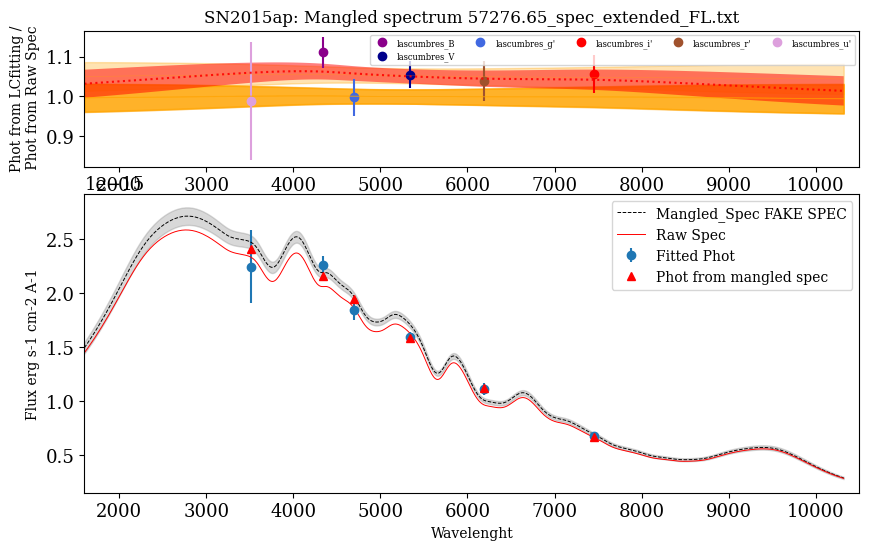 SN2015ap: Mangled spectrum 57276.65_spec_extended_FL.txt
Phot from LCfitting /
Phot from Raw Spec
1.1
1.0
0.9
lascumbres_B
lascumbres_V
lascumbres_g'
lascumbres_i'
lascumbres_r'
lascumbres_u'
2000 3000 4000 5000 6000 7000 8000 9000 10000
1e−15
Flux erg s-1 cm-2 A-1
2.5
2.0
1.5
1.0
0.5
Mangled_Spec FAKE SPEC
Raw Spec
Fitted Phot
Phot from mangled spec
2000 3000 4000 5000 6000 7000 8000 9000 10000
Wavelenght